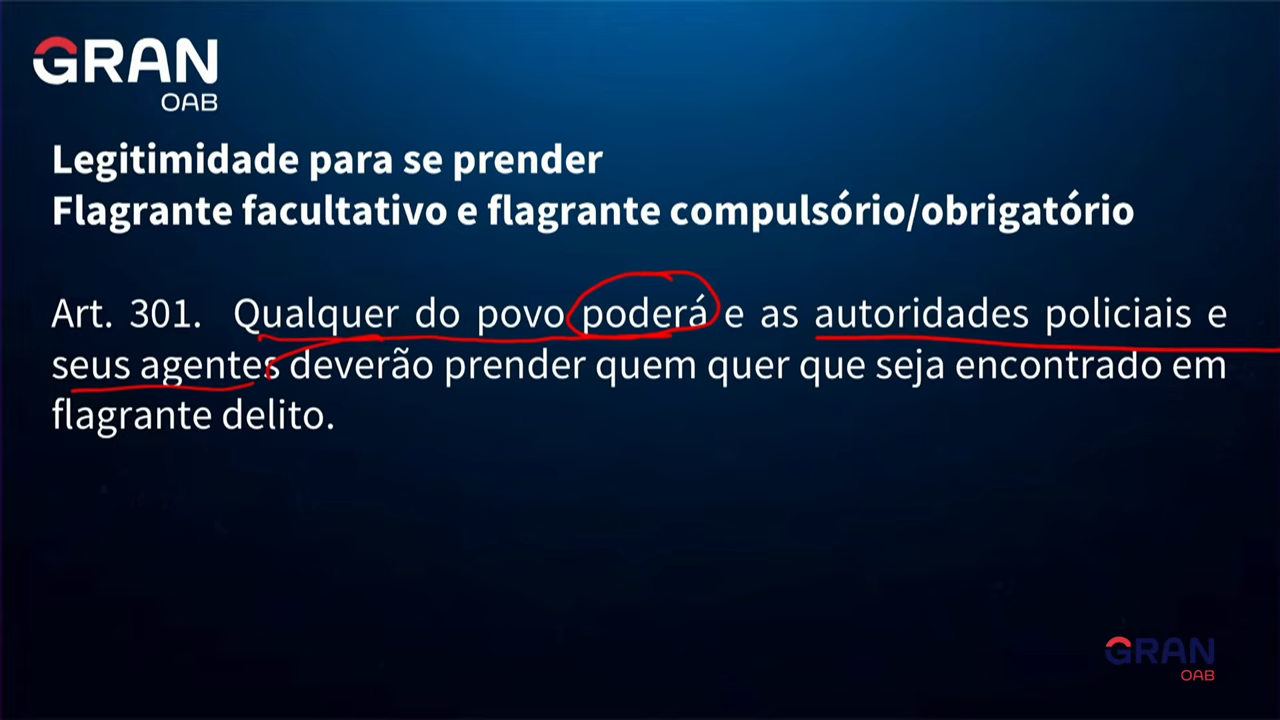 GRAN
OAB
Legitimidade para se prender
Flagrante facultativo e flagrante compulsório/obrigatório
Art. 301. Qualquer do povo poderá e as autoridades policiais e
seus agentes deverão prender quem quer que seja encontrado em
flagrante delito.
GRAN
OAB